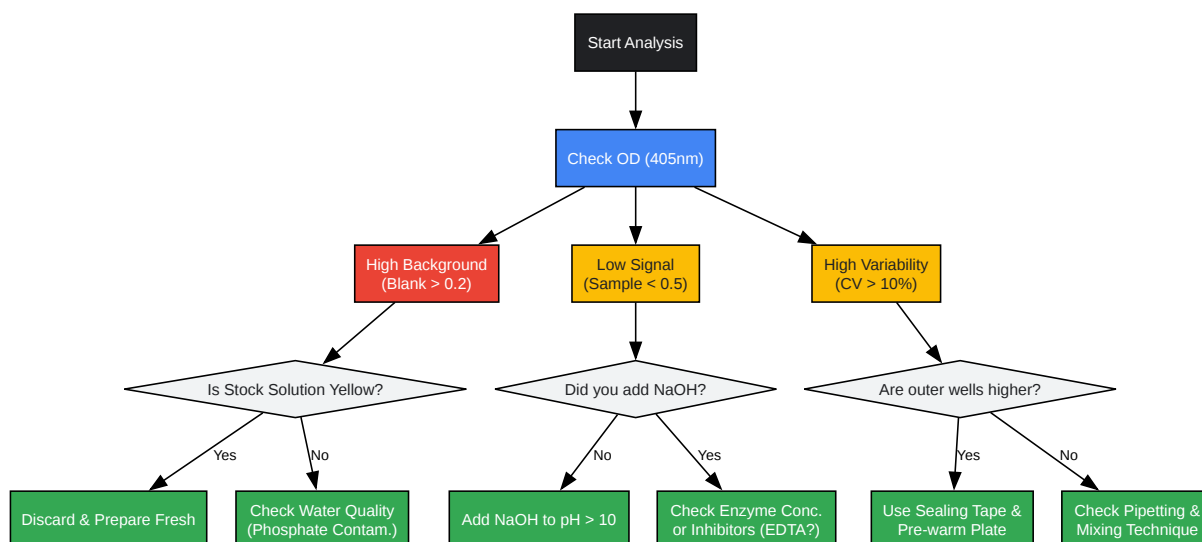 Start Analysis
Check OD (405nm)
High Background
(Blank > 0.2)
Low Signal
(Sample < 0.5)
High Variability
(CV > 10%)
Is Stock Solution Yellow?
Did you add NaOH?
Are outer wells higher?
Yes
No
No
Yes
Yes
No
Discard & Prepare Fresh
Check Water Quality
(Phosphate Contam.)
Add NaOH to pH > 10
Check Enzyme Conc.
or Inhibitors (EDTA?)
Use Sealing Tape &
Pre-warm Plate
Check Pipetting &
Mixing Technique